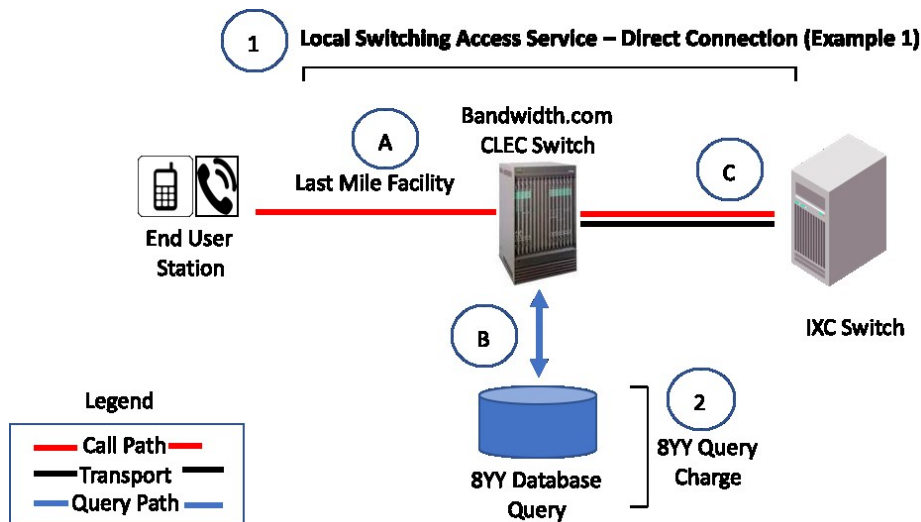 1
Local Switching Access Service – Direct Connection (Example 1)
Bandwidth.com
CLEC Switch
A
Last Mile Facility
C
End User
Station
IXC Switch
B
2
8YY Database
Query
8YY Query
Charge
Legend
Call Path
Transport
Query Path